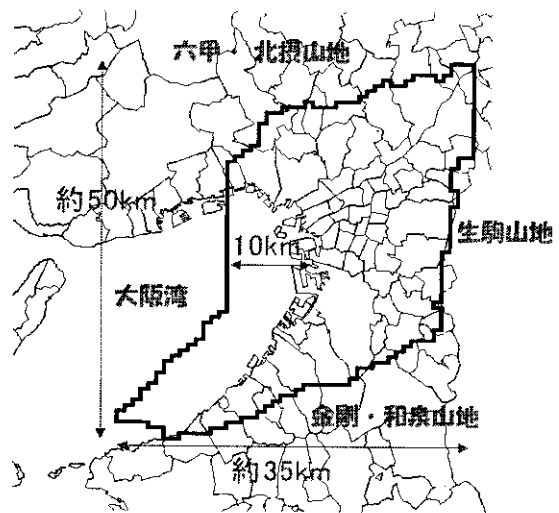 六甲・北摂山地
約50km
10km
生駒山地
大阪湾
金剛・和泉山地
約35km